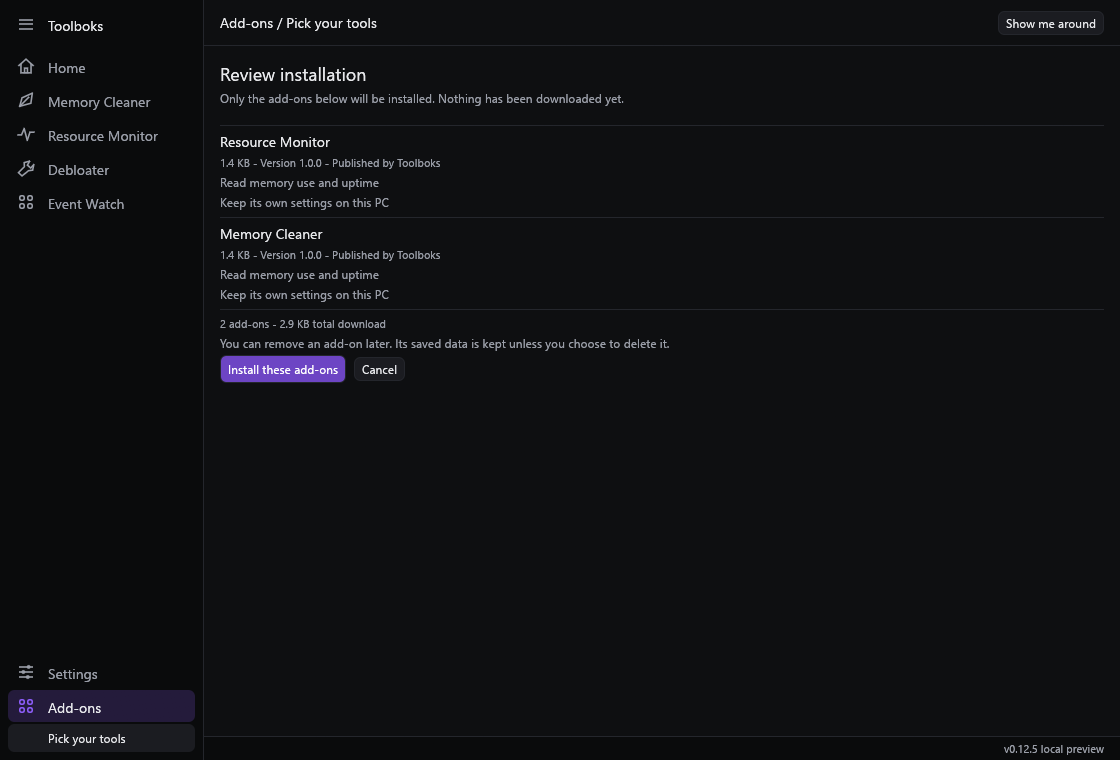 Toolboks
Home
Memory Cleaner
Resource Monitor
Debloater
Event Watch
Settings
Add-ons
Pick your tools
Add-ons / Pick your tools
Show me around
Review installation
Only the add-ons below will be installed. Nothing has been downloaded yet.
Resource Monitor
1.4 KB - Version 1.0.0 - Published by Toolboks
Read memory use and uptime
Keep its own settings on this PC
Memory Cleaner
1.4 KB - Version 1.0.0 - Published by Toolboks
Read memory use and uptime
Keep its own settings on this PC
2 add-ons - 2.9 KB total download
You can remove an add-on later. Its saved data is kept unless you choose to delete it.
Install these add-ons
Cancel
v0.12.5 local preview